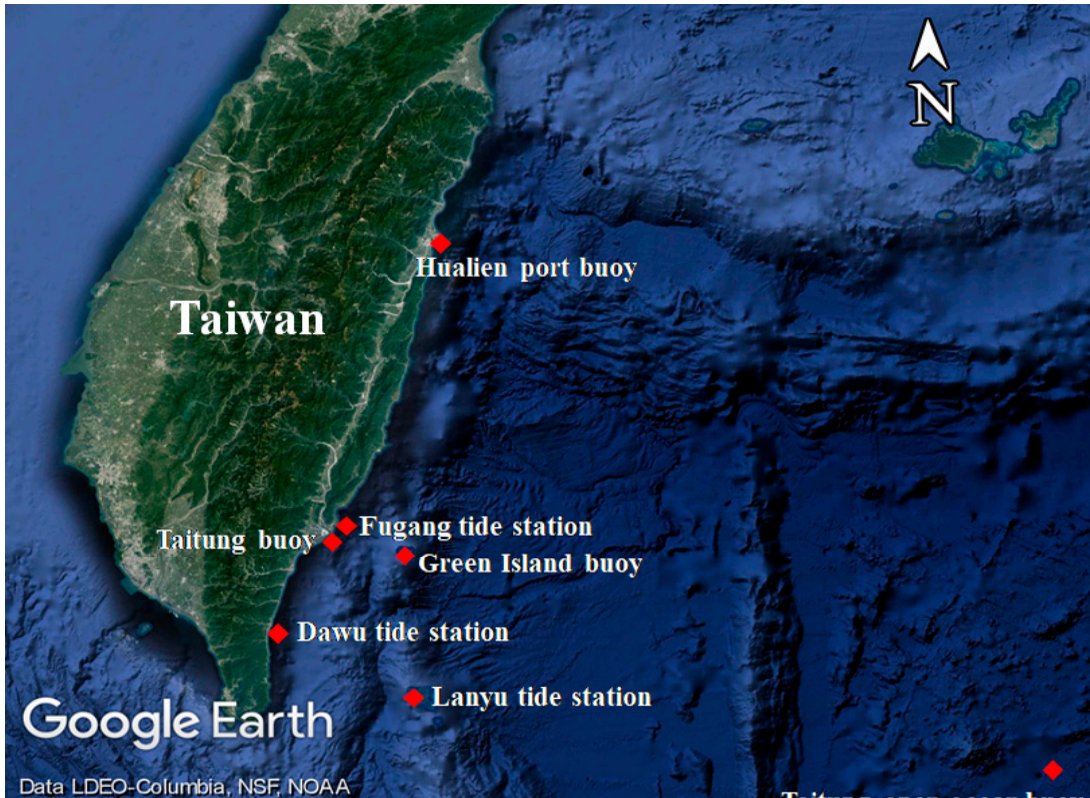 N
Hualien port buoy
Taiwan
Fugang tide station
Taitung buoy
Green Island buoy
Dawu tide station
Lanyu tide station
Google Earth
Data LDEO-Columbia, NSF, NOAA